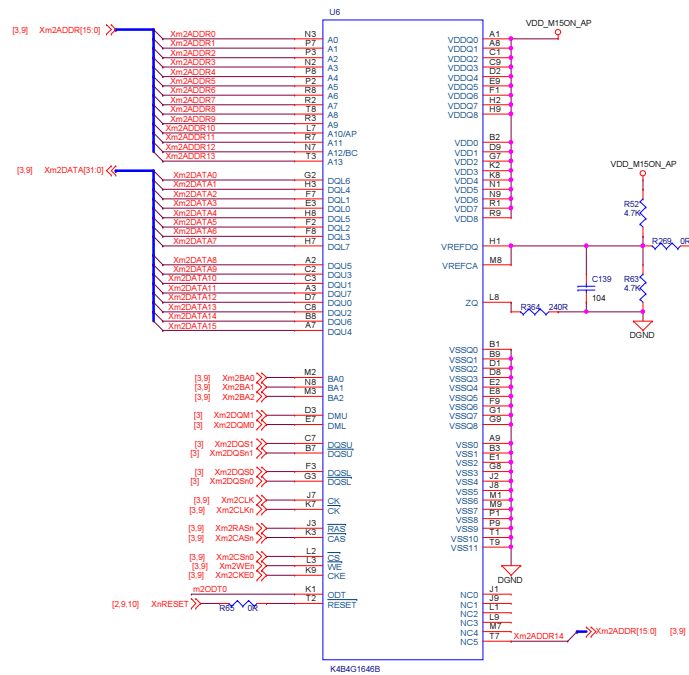 U6
[3,9] Xm2ADDR[15:0]
Xm2ADDR0 N3 A0
Xm2ADDR1 P7 A1
Xm2ADDR2 P3 A2
Xm2ADDR3 N2 A3
Xm2ADDR4 P8 A4
Xm2ADDR5 P2 A5
Xm2ADDR6 R8 A6
Xm2ADDR7 R2 A7
Xm2ADDR8 T8 A8
Xm2ADDR9 R3 A9
Xm2ADDR10 L7 A10/AP
Xm2ADDR11 R7 A11
Xm2ADDR12 N7 A12/BC
Xm2ADDR13 T3 A13
[3,9] Xm2DATA[31:0]
Xm2DATA0 G2 DQL6
Xm2DATA1 H3 DQL4
Xm2DATA2 F7 DQL1
Xm2DATA3 E3 DQL0
Xm2DATA4 H8 DQL5
Xm2DATA5 F2 DQL2
Xm2DATA6 F8 DQL3
Xm2DATA7 H7 DQL7
Xm2DATA8 A2 DQU5
Xm2DATA9 C2 DQU3
Xm2DATA10 C3 DQU1
Xm2DATA11 A3 DQU7
Xm2DATA12 D7 DQU0
Xm2DATA13 C8 DQU2
Xm2DATA14 B8 DQU6
Xm2DATA15 A7 DQU4
[3,9] Xm2BA0 M2 BA0
[3,9] Xm2BA1 N8 BA1
[3,9] Xm2BA2 M3 BA2
[3] Xm2DQM1 D3 DMU
[3] Xm2DQM0 E7 DML
[3] Xm2DQS1 C7 DQSU
[3] Xm2DQSn1 B7 DQSU
[3] Xm2DQS0 F3 DQSL
[3] Xm2DQSn0 G3 DQSL
[3,9] Xm2CLK J7 CK
[3,9] Xm2CLKn K7 CK
[3,9] Xm2RASn J3 RAS
[3,9] Xm2CASn K3 CAS
[3,9] Xm2CSn0 L2 CS
[3,9] Xm2WEn L3 WE
[3,9] Xm2CKE0 K9 CKE
m2ODT0 K1 ODT
[2,9,10] XnRESET R65 0R T2 RESET
VDD_M15ON_AP
VDDQ0 A1
VDDQ1 A8
VDDQ2 C1
VDDQ3 C9
VDDQ4 D2
VDDQ5 E9
VDDQ6 F1
VDDQ7 H2
VDDQ8 H9
VDD0 B2
VDD1 D9
VDD2 G7
VDD3 K2
VDD4 K8
VDD5 N1
VDD6 N9
VDD7 R1
VDD8 R9
VREFDQ H1
VREFCA M8
ZQ L8
R264 240R
VDD_M15ON_AP
R52
4.7K
R269 0R
C139
104
R63
4.7K
DGND
VSSQ0 B1
VSSQ1 B9
VSSQ2 D1
VSSQ3 D8
VSSQ4 E2
VSSQ5 E8
VSSQ6 F9
VSSQ7 G1
VSSQ8 G9
VSS0 A9
VSS1 B3
VSS2 E1
VSS3 G8
VSS4 J2
VSS5 J8
VSS6 M1
VSS7 M9
VSS8 P1
VSS9 P9
VSS10 T1
VSS11 T9
DGND
NC0 J1
NC1 J9
NC2 L1
NC3 L9
NC4 M7
NC5 T7
Xm2ADDR14
Xm2ADDR[15:0] [3,9]
K4B4G1646B